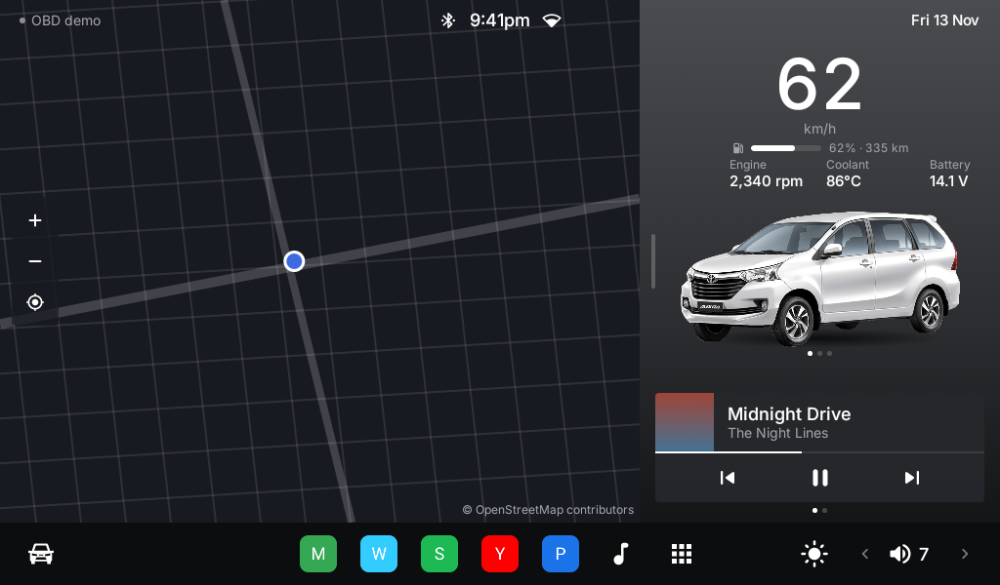 OBD demo
9:41pm
Fri 13 Nov
62
km/h
62% · 335 km
Engine
Coolant
Battery
2,340 rpm
86°C
14.1 V
Midnight Drive
The Night Lines
© OpenStreetMap contributors
M
W
S
Y
P
7